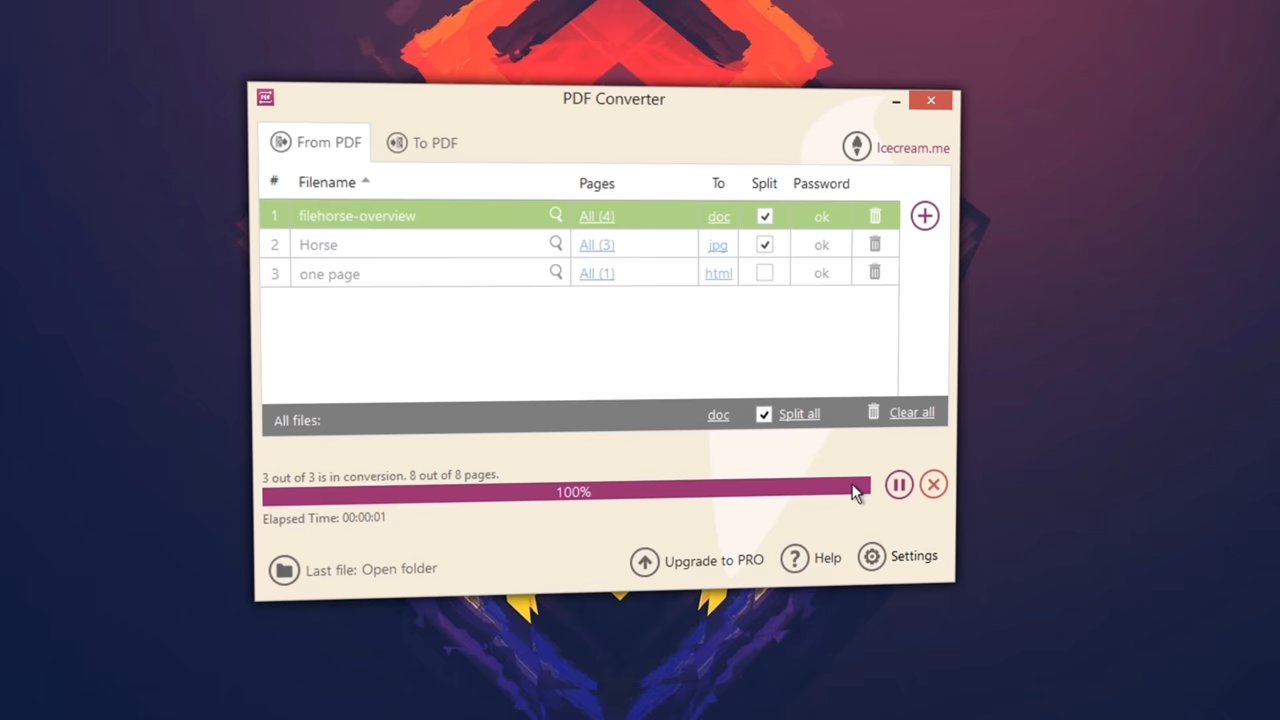 PDF PDF Converter
From PDF To PDF Icecream.me
# Filename Pages To Split Password
1 filehorse-overview All (4) doc ok
2 Horse All (3) jpg ok
3 one page All (1) html ok
All files: doc Split all Clear all
3 out of 3 is in conversion. 8 out of 8 pages.
100%
Elapsed Time: 00:00:01
Last file: Open folder Upgrade to PRO ? Help Settings